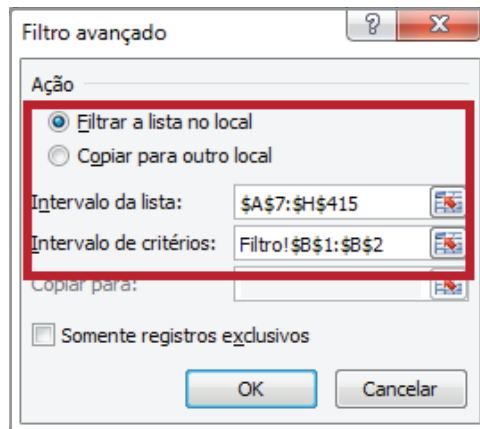 Filtro avançado
Ação
Filtrar a lista no local
Copiar para outro local
Intervalo da lista: $A$7:$H$415
Intervalo de critérios: Filtro!$B$1:$B$2
Copiar para:
Somente registros exclusivos
OK Cancelar